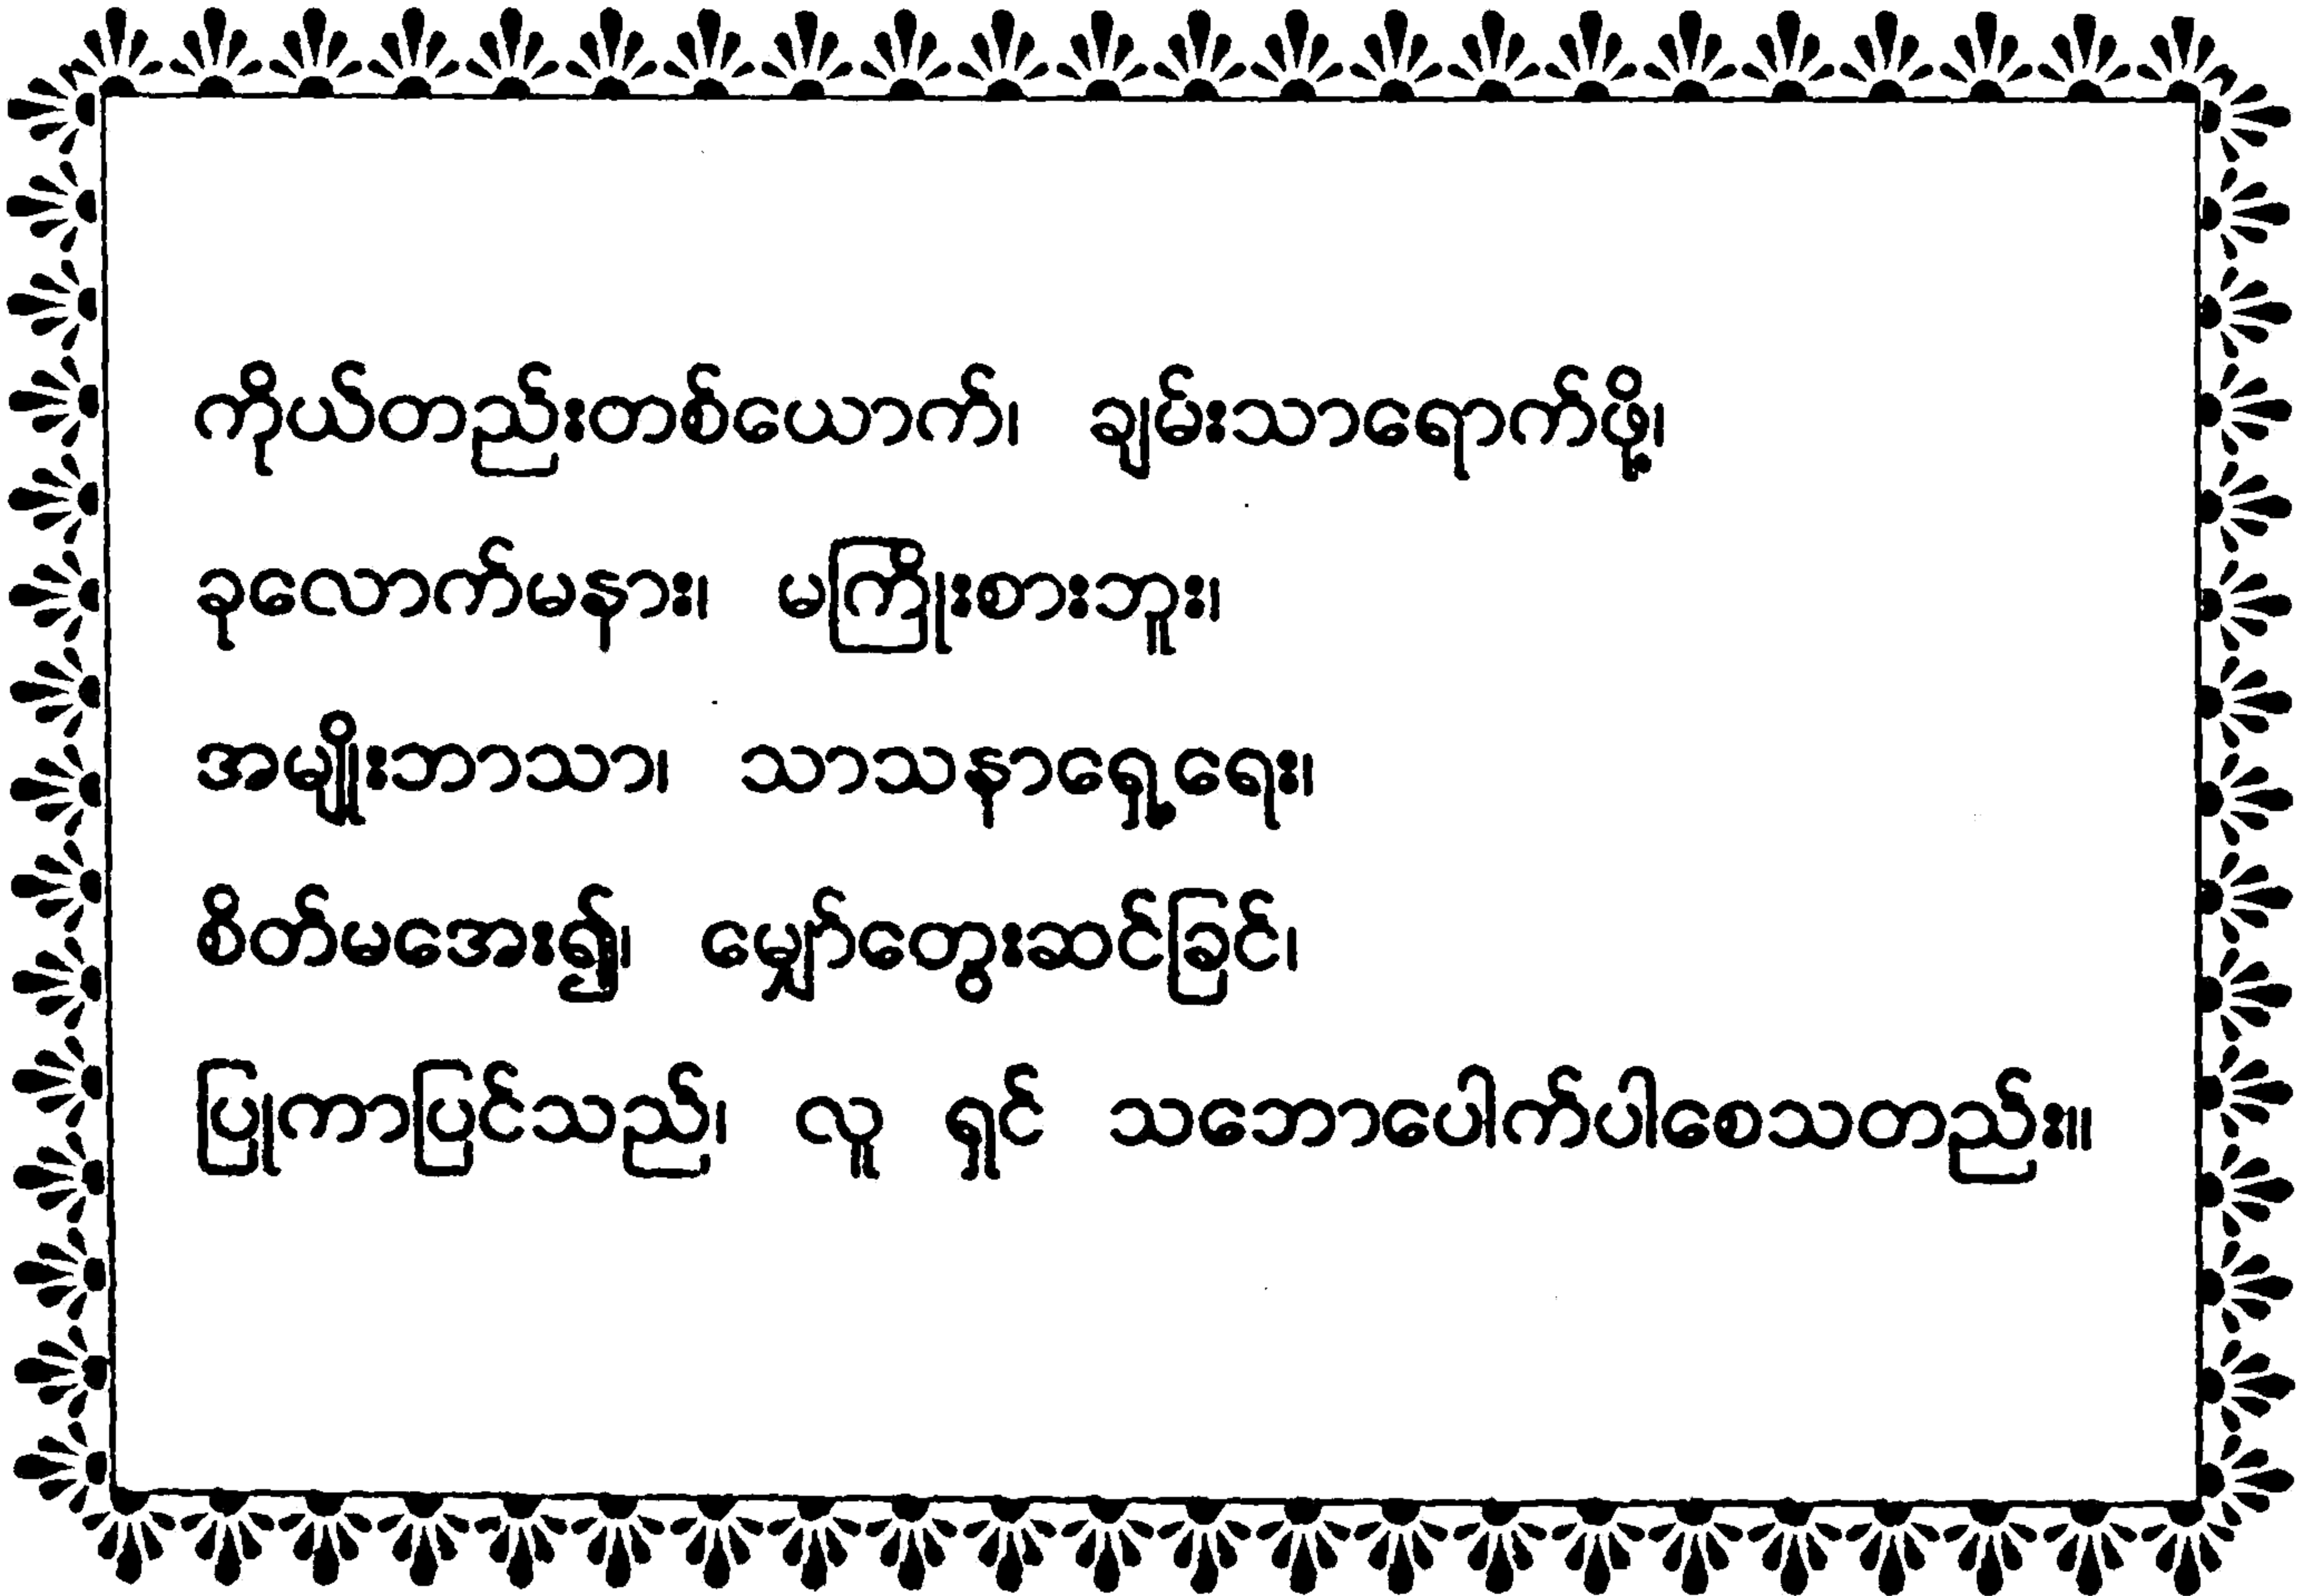 ကိုယ်တည်းတစ်ယောက်၊ ချမ်းသာရောက်ဖို့၊
ခုလောက်မနား၊ မကြိုးစားဘူး၊
အမျိုးဘာသာ၊ သာသနာရှေ့ရေး၊
စိတ်မအေး၍၊ မျှော်တွေးဆင်ခြင်၊
ပြုကာပြင်သည်၊ လူ ရှင် သဘောပေါက်ပါစေသတည်း။